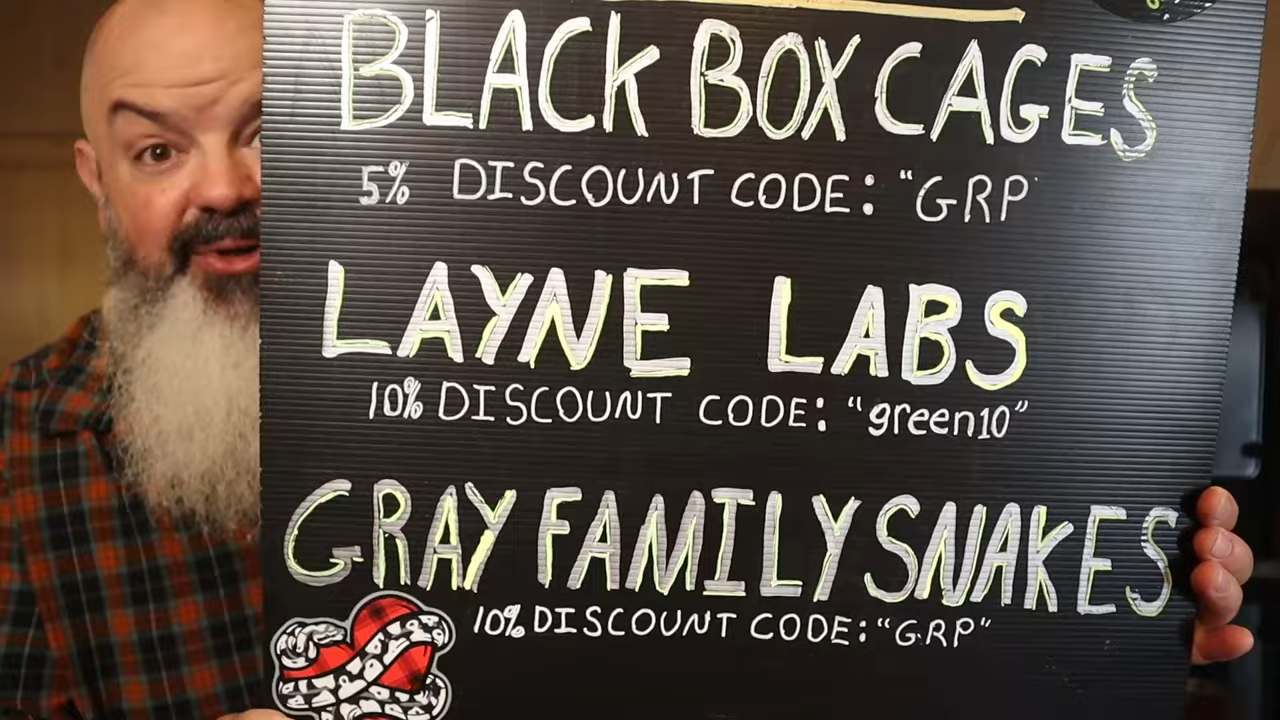 BLACK BOX CAGES
5% DISCOUNT CODE: "GRP"
LAYNE LABS
10% DISCOUNT CODE: "green10"
GRAY FAMILY SNAKES
10% DISCOUNT CODE: "GRP"